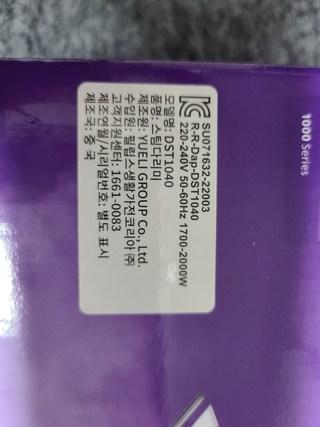 1000 Series
SU071632-22003
R-R-Dap-DST1040
220-240V 50-60Hz 1700-2000W
모델명: DST1040
품명: 스팀다리미
제조원: YUELI GROUP Co., Ltd.
수입원: 필립스생활가전코리아 ㈜
고객지원센터: 1661-0083
제조연월/시리얼번호: 별도 표시
제조국: 중국